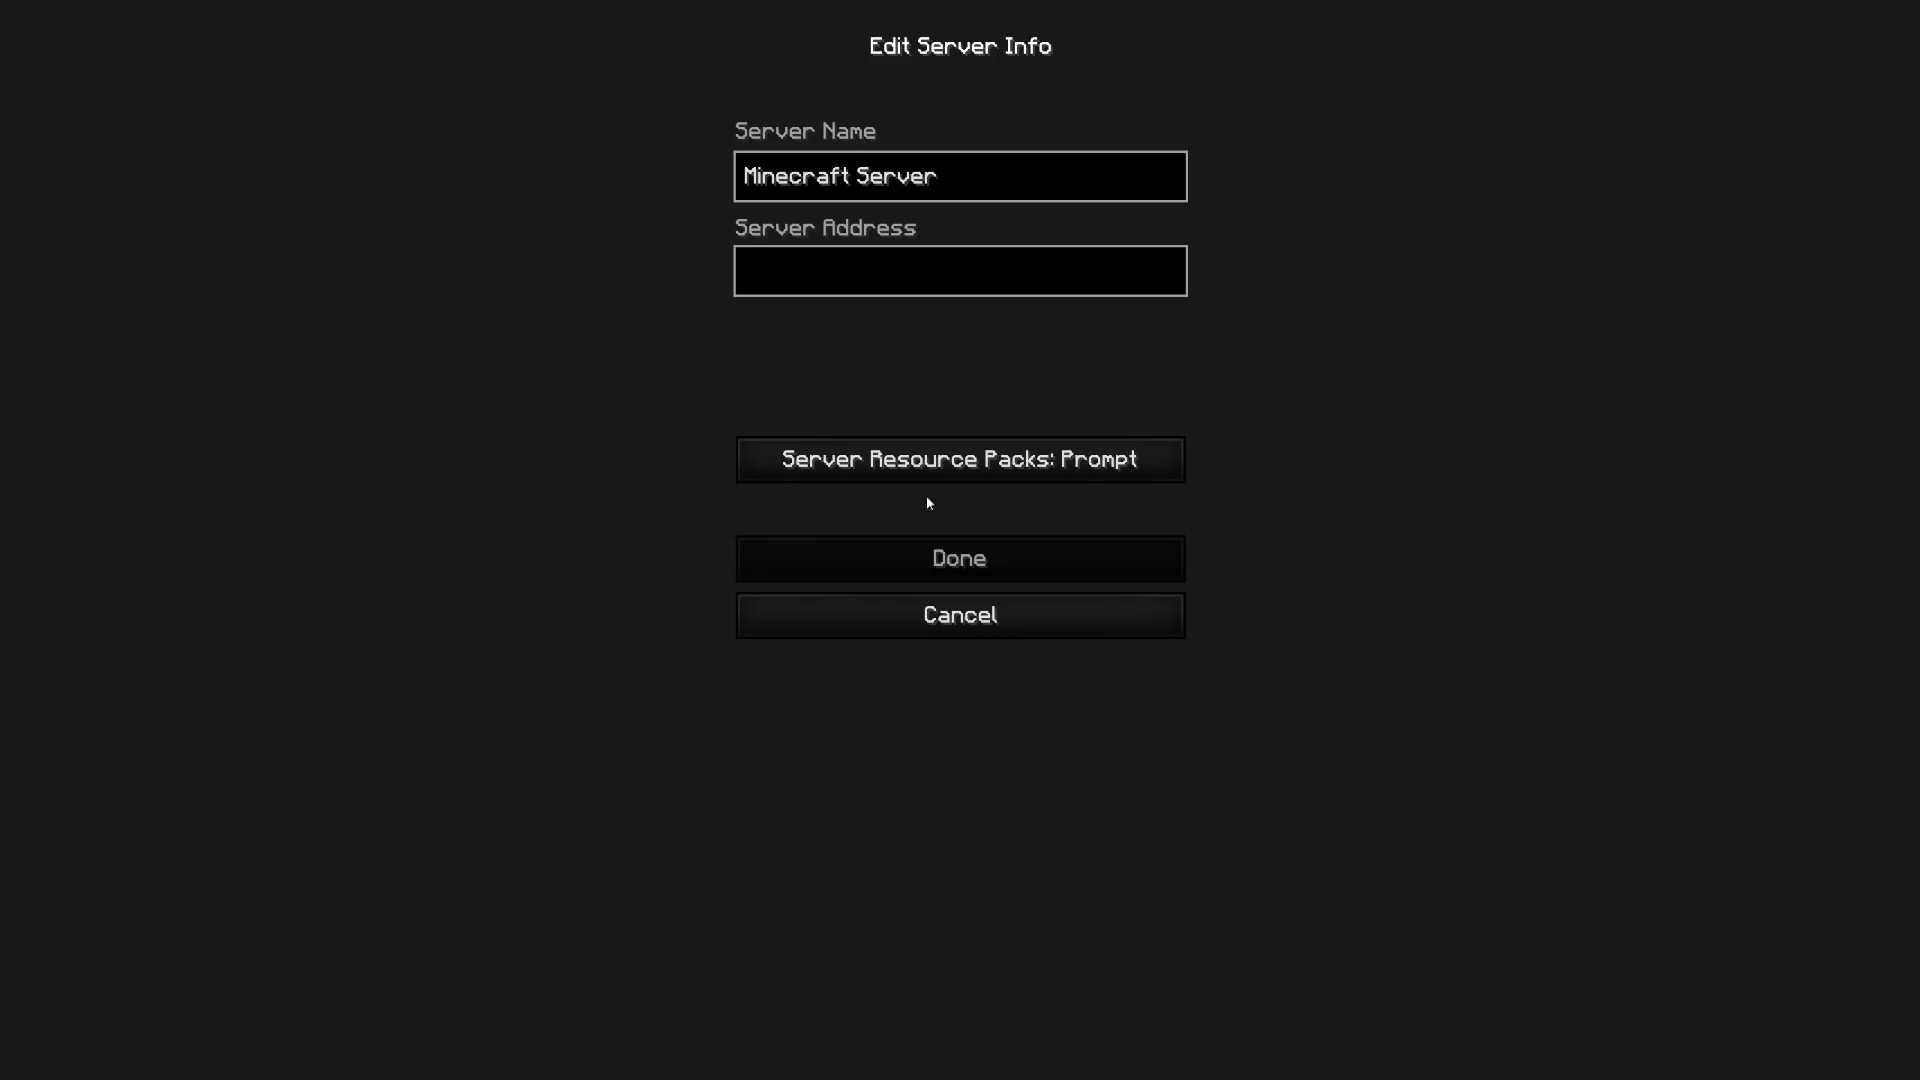 Edit Server Info
Server Name
Minecraft Server
Server Address
Server Resource Packs: Prompt
Done
Cancel